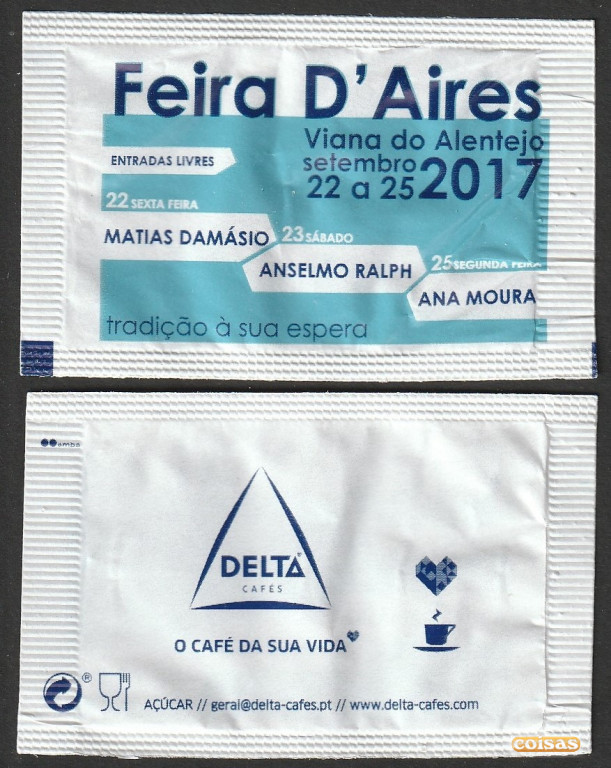 Feira D'Aires
Viana do Alentejo
ENTRADAS LIVRES
setembro
22 a 25 2017
22 SEXTA FEIRA
MATIAS DAMÁSIO
23 SÁBADO
ANSELMO RALPH
25 SEGUNDA FEIRA
ANA MOURA
tradição à sua espera
DELTA
CAFÉS
O CAFÉ DA SUA VIDA
®
AÇÚCAR // geral@delta-cafes.pt // www.delta-cafes.com
coisas